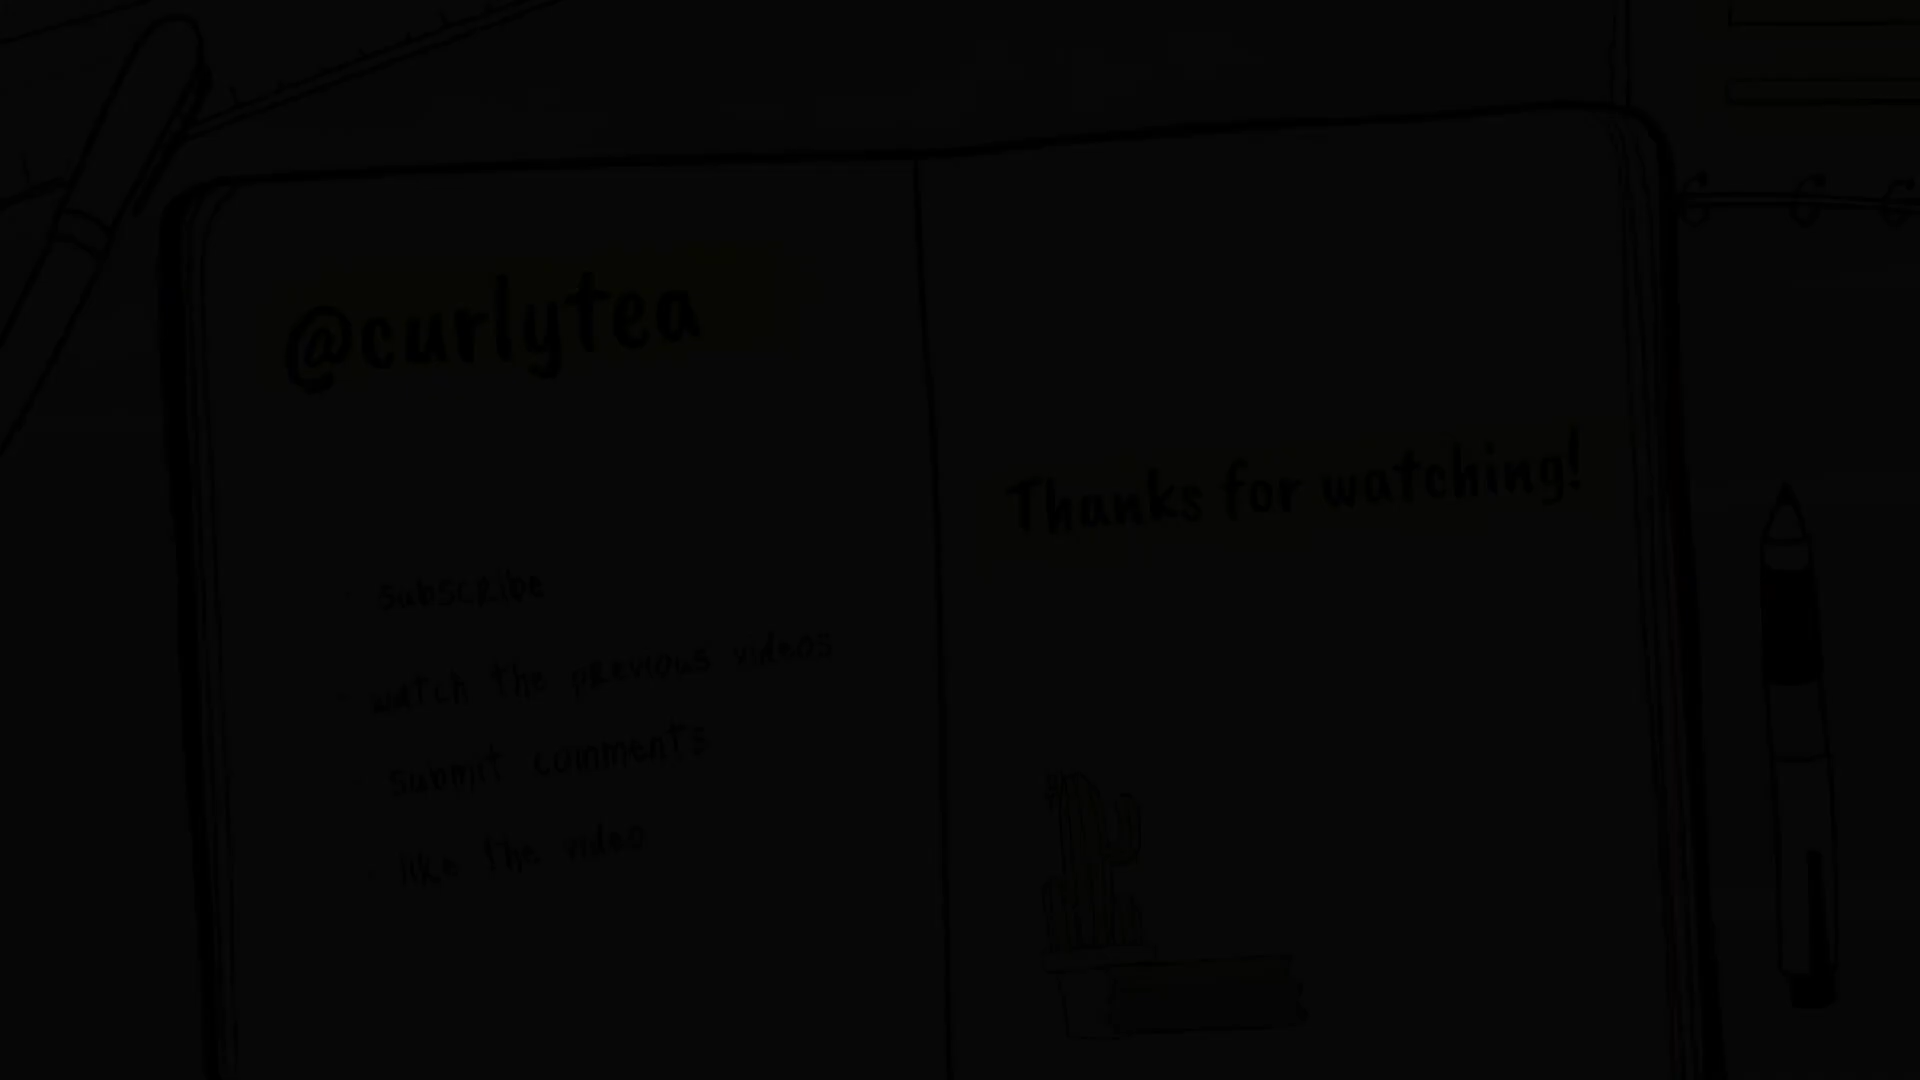 @curlytea
Thanks for watching!
- subscribe
- watch the previous videos
- submit comments
- like the video